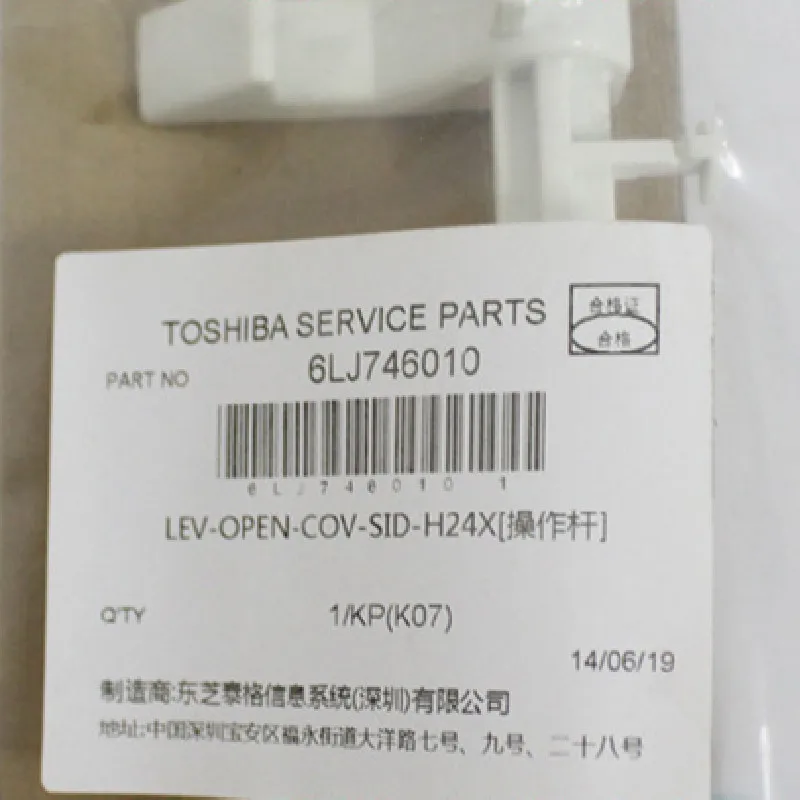 合格证
合格
TOSHIBA SERVICE PARTS
PART NO 6LJ746010
6LJ746010 1
LEV-OPEN-COV-SID-H24X[操作杆]
Q'TY 1/KP(K07)
14/06/19
制造商:东芝泰格信息系统(深圳)有限公司
地址:中国深圳宝安区福永街道大洋路七号、九号、二十八号